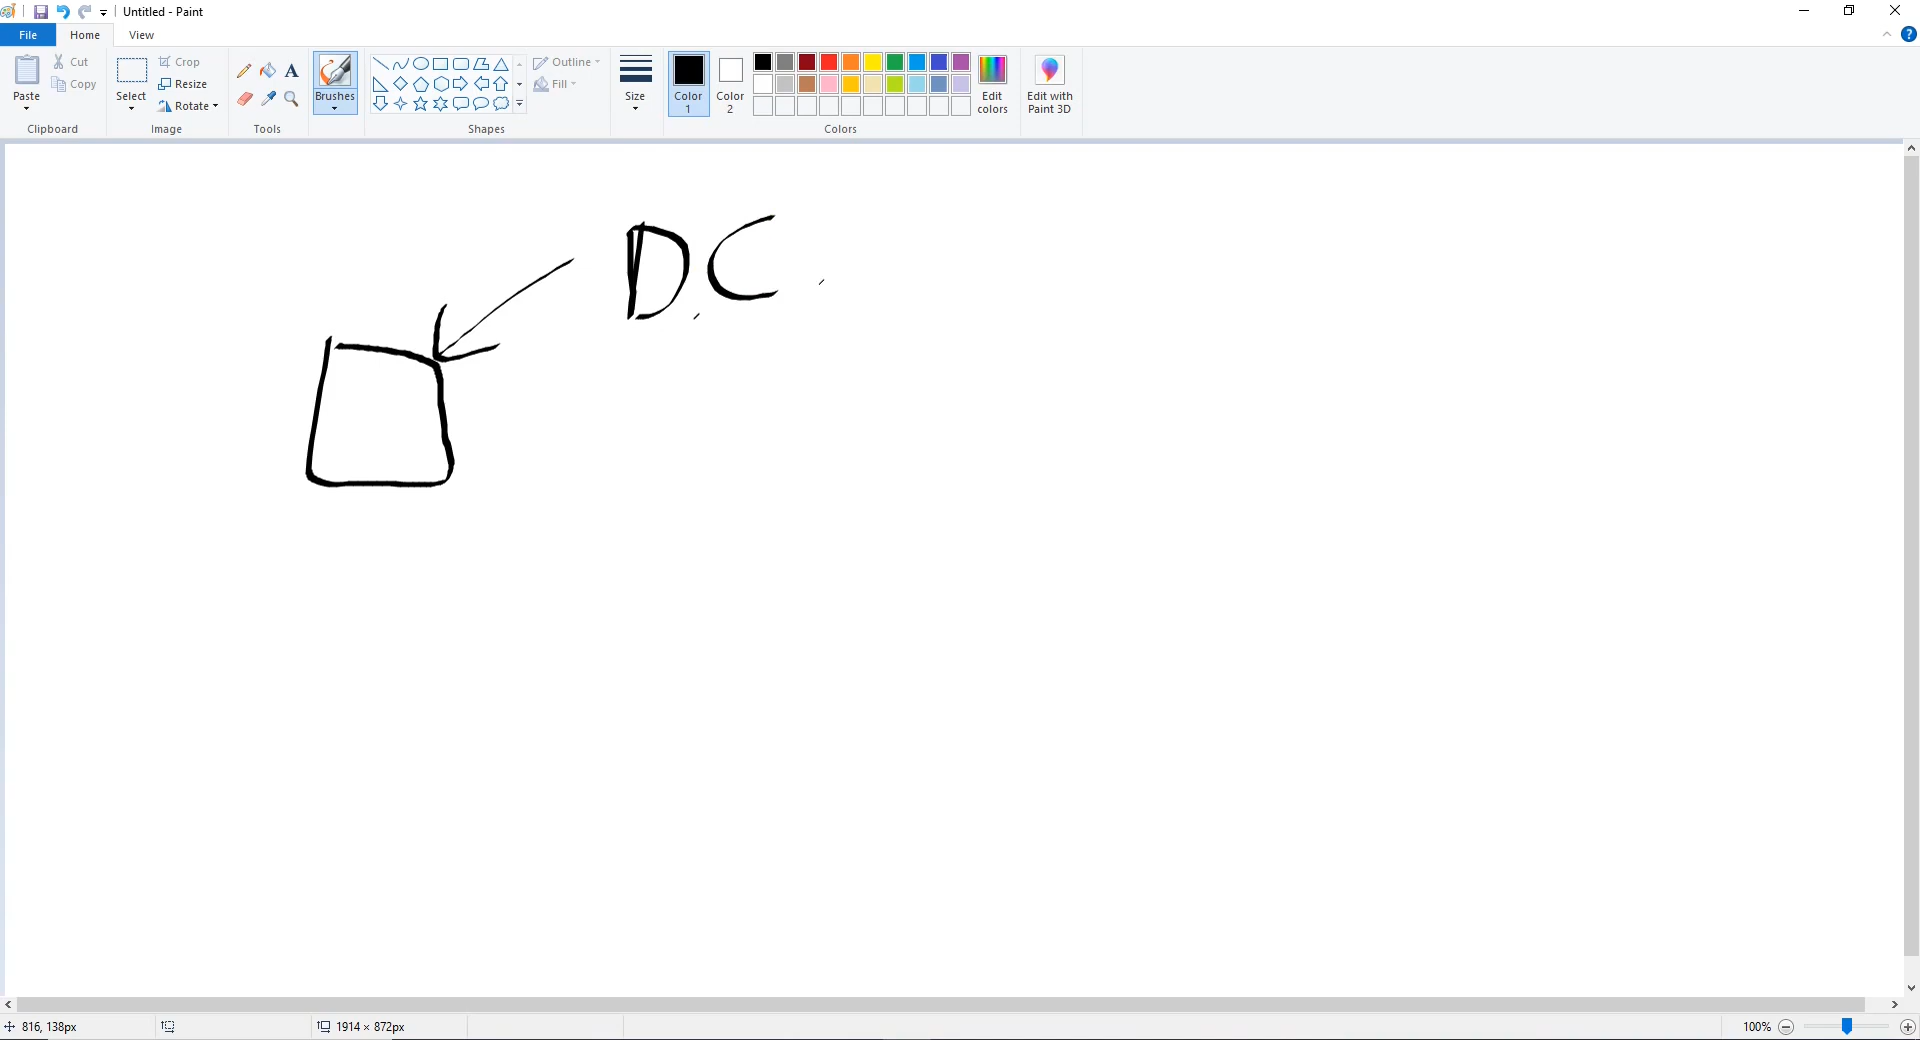 Untitled - Paint
File Home View
Paste
Cut
Copy
Clipboard
Select
Crop
Resize
Rotate
Image
A
Tools
Brushes
Outline
Fill
Shapes
Size
Color 1
Color 2
Edit colors
Colors
Edit with Paint 3D
?
D.C
816, 138px
1914 × 872px
100%